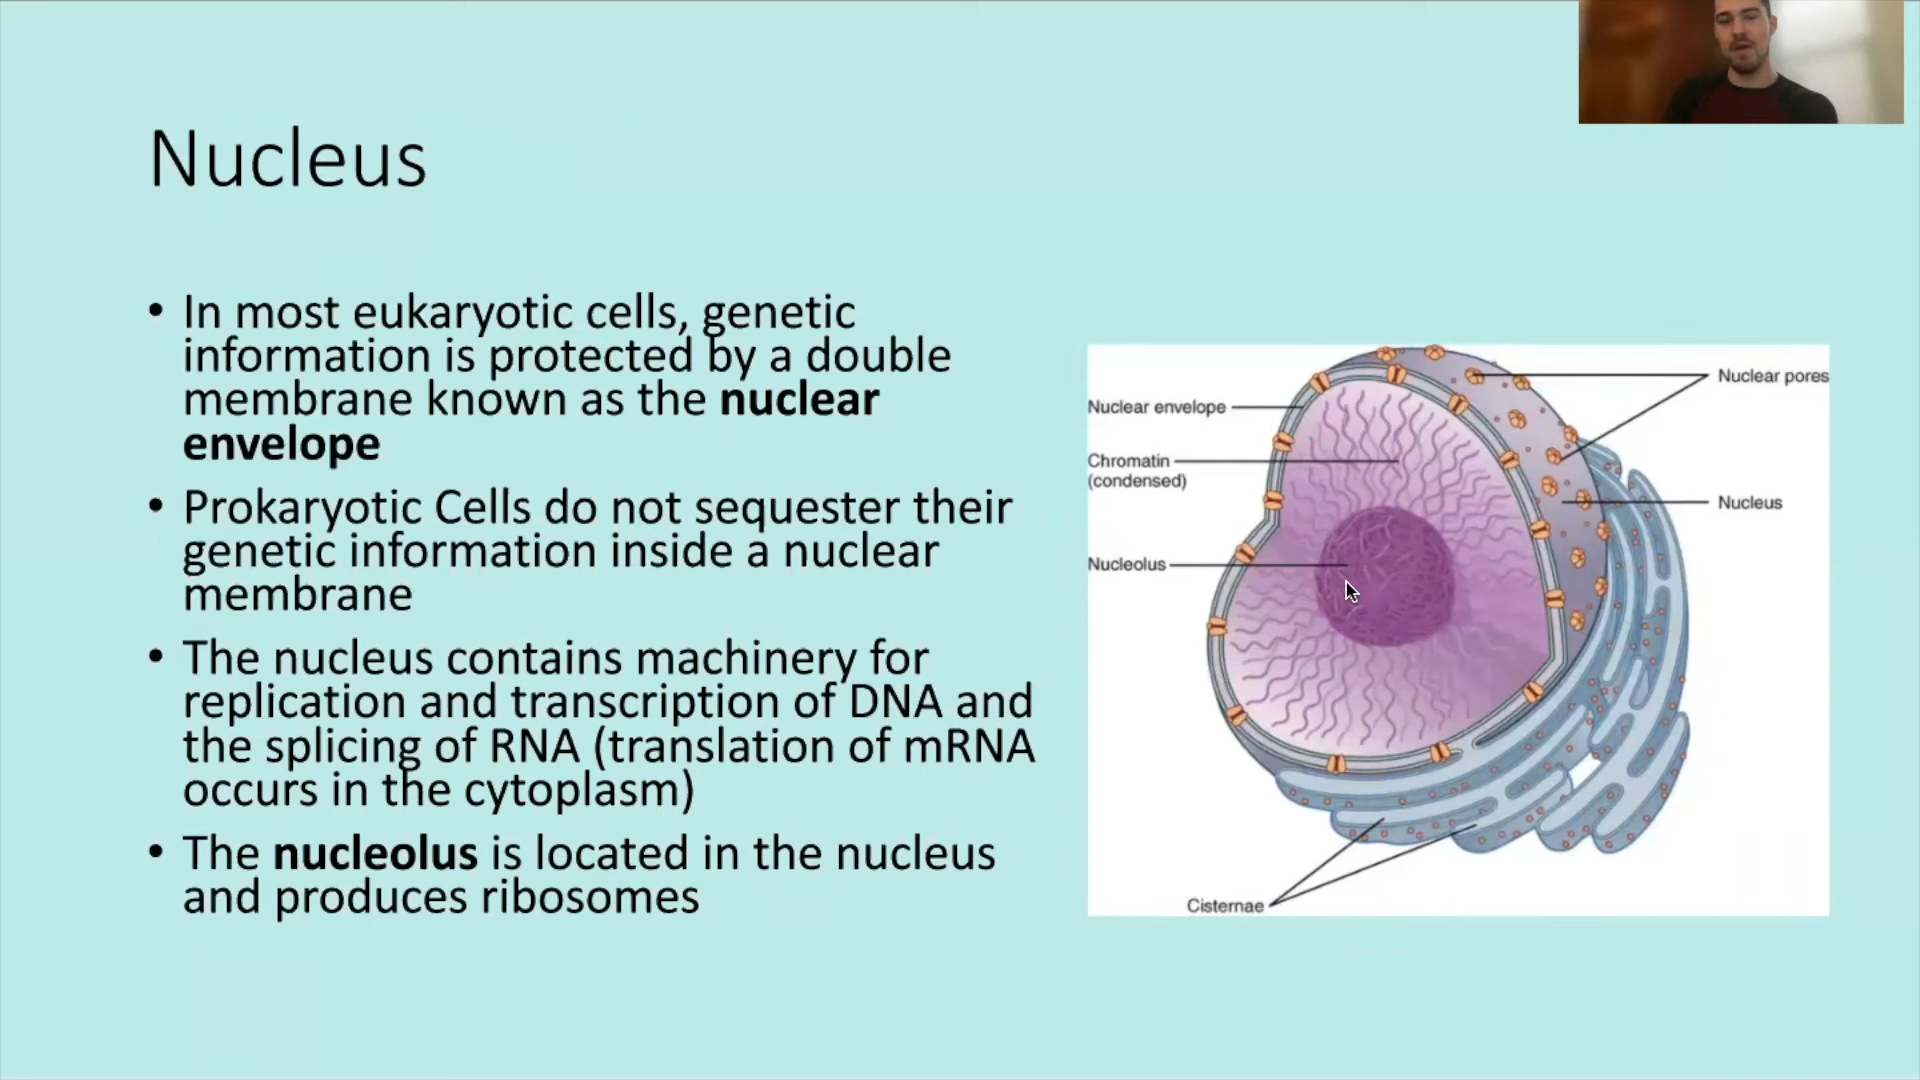 Nucleus
• In most eukaryotic cells, genetic
information is protected by a double
membrane known as the nuclear
envelope
• Prokaryotic Cells do not sequester their
genetic information inside a nuclear
membrane
• The nucleus contains machinery for
replication and transcription of DNA and
the splicing of RNA (translation of mRNA
occurs in the cytoplasm)
• The nucleolus is located in the nucleus
and produces ribosomes
Nuclear pores
Nuclear envelope
Chromatin
(condensed)
Nucleus
Nucleolus
Cisternae